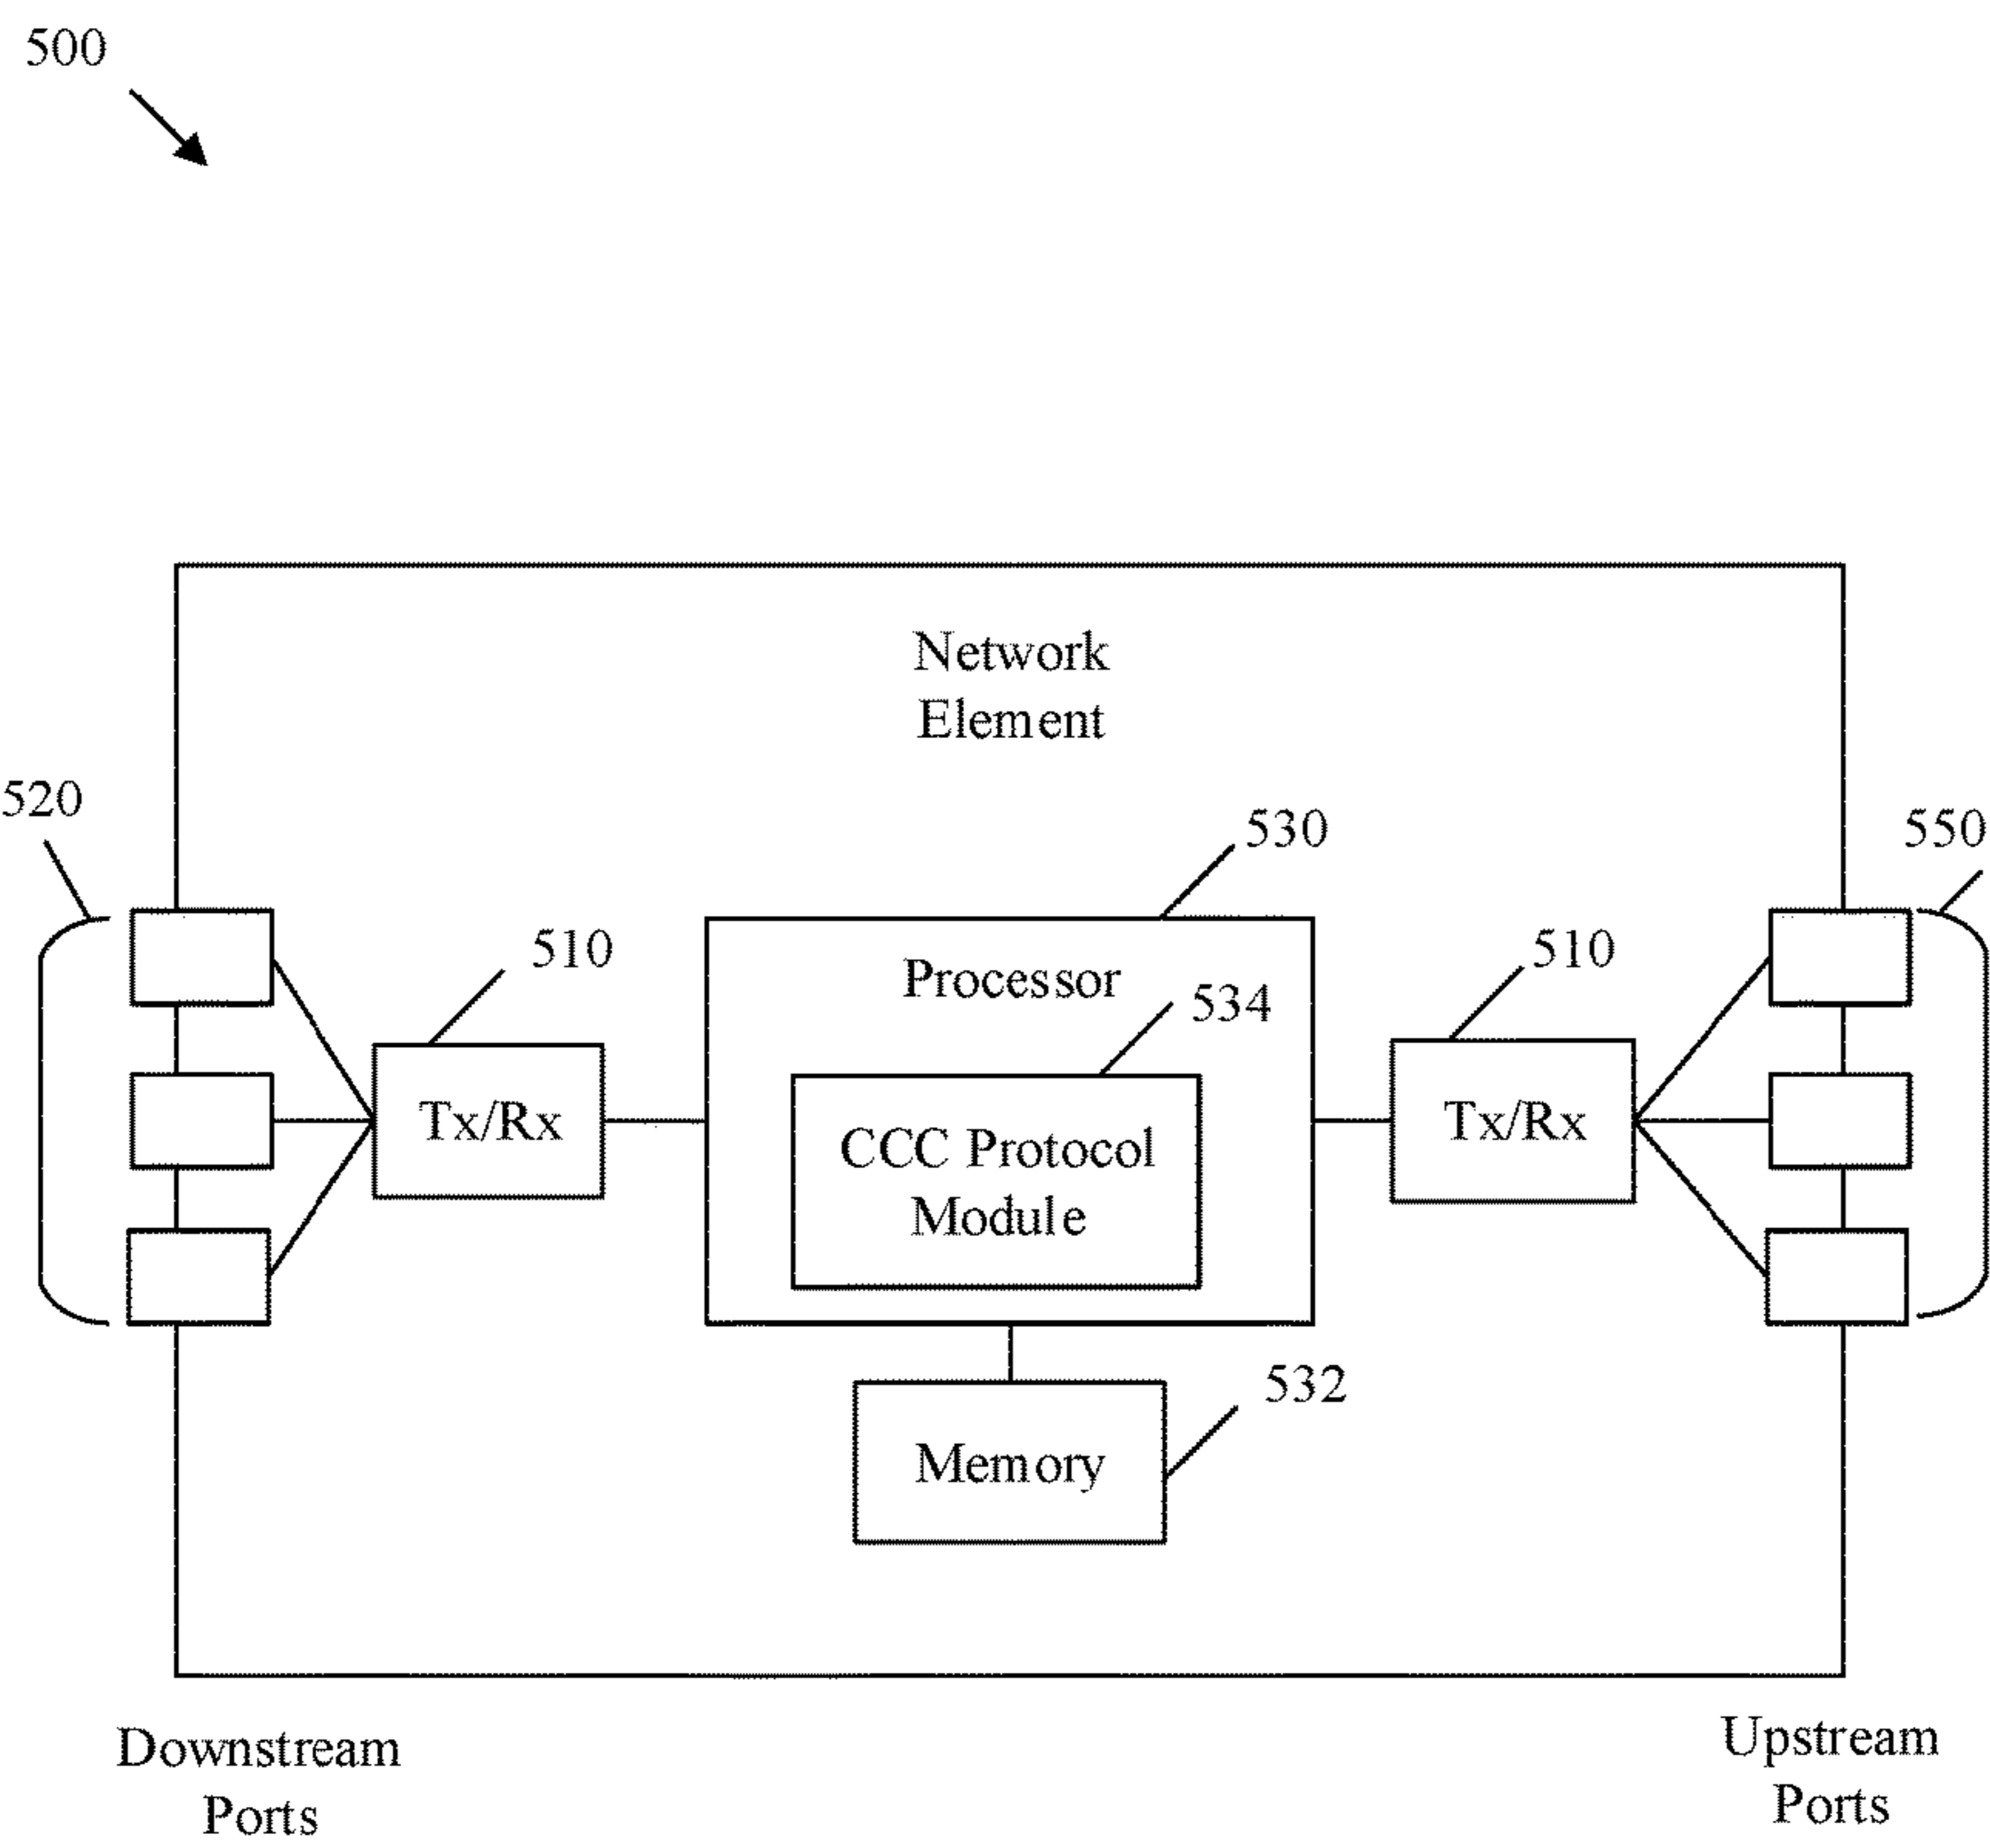 500
Network
Element
520
530
550
510
Processor
510
534
Tx/Rx
CCC Protocol
Module
Tx/Rx
532
Memory
Downstream
Ports
Upstream
Ports